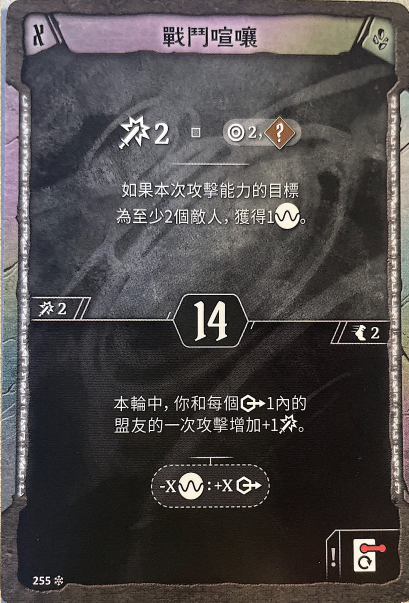 א
戰鬥喧嚷
2 2, ?
如果本次攻擊能力的目標
為至少2個敵人, 獲得1。
2
14
2
本輪中, 你和每個1內的
盟友的一次攻擊增加+1。
-X:+X
!
255